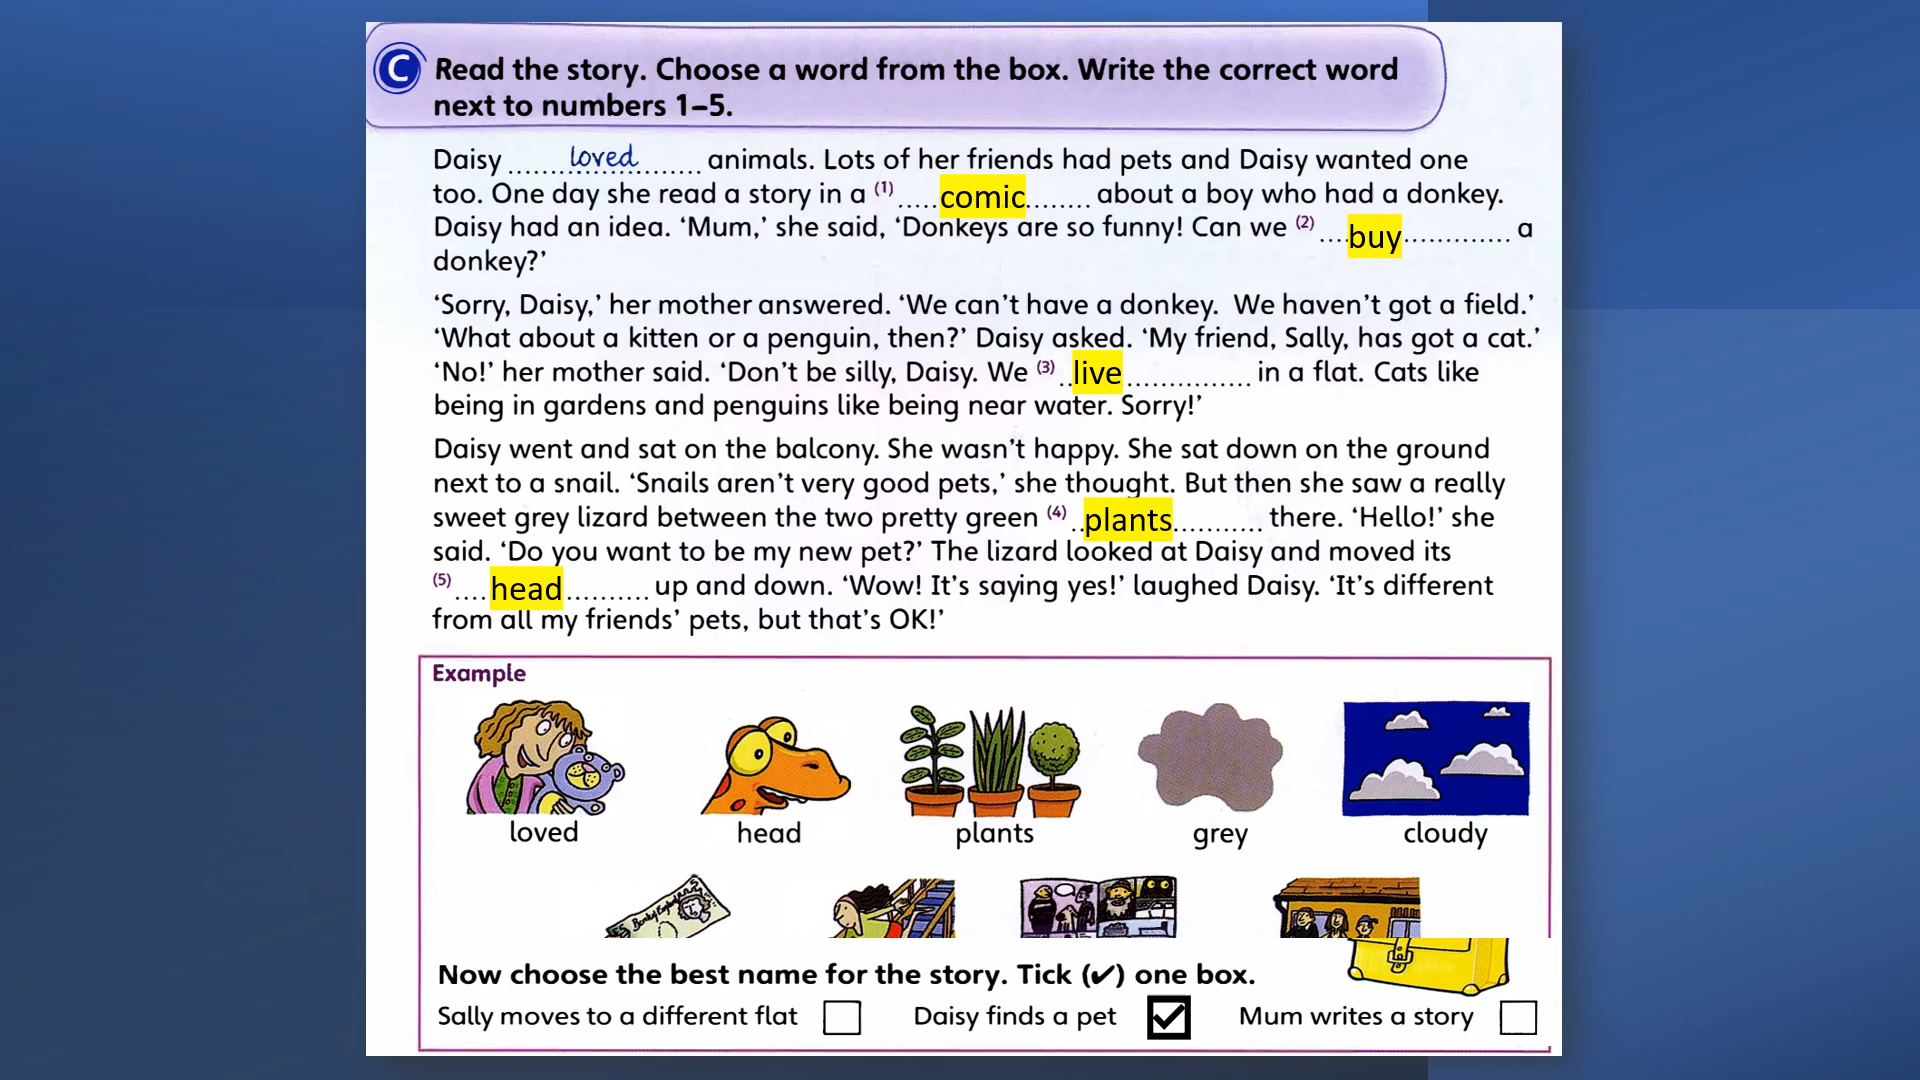 C Read the story. Choose a word from the box. Write the correct word
next to numbers 1–5.
Daisy ......loved...... animals. Lots of her friends had pets and Daisy wanted one
too. One day she read a story in a (1) .....comic........ about a boy who had a donkey.
Daisy had an idea. ‘Mum,’ she said, ‘Donkeys are so funny! Can we (2) ....buy............. a
donkey?’
‘Sorry, Daisy,’ her mother answered. ‘We can’t have a donkey. We haven’t got a field.’
‘What about a kitten or a penguin, then?’ Daisy asked. ‘My friend, Sally, has got a cat.’
‘No!’ her mother said. ‘Don’t be silly, Daisy. We (3) ..live............... in a flat. Cats like
being in gardens and penguins like being near water. Sorry!’
Daisy went and sat on the balcony. She wasn’t happy. She sat down on the ground
next to a snail. ‘Snails aren’t very good pets,’ she thought. But then she saw a really
sweet grey lizard between the two pretty green (4) ..plants........... there. ‘Hello!’ she
said. ‘Do you want to be my new pet?’ The lizard looked at Daisy and moved its
(5) ....head.......... up and down. ‘Wow! It’s saying yes!’ laughed Daisy. ‘It’s different
from all my friends’ pets, but that’s OK!’
Example
loved head plants grey cloudy
Now choose the best name for the story. Tick (✔) one box.
Sally moves to a different flat Daisy finds a pet Mum writes a story